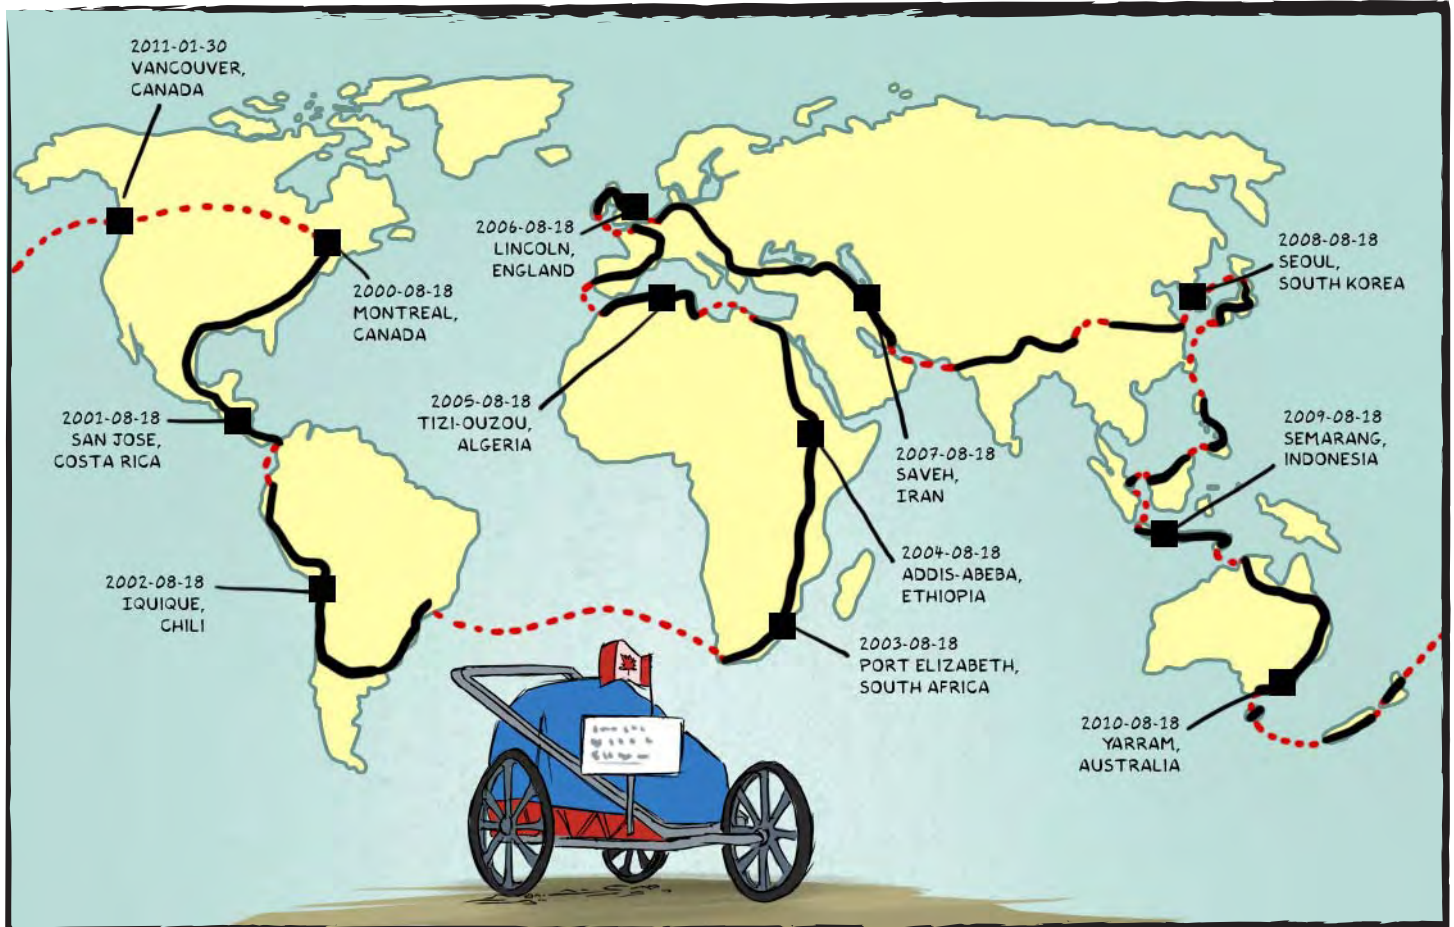 2011-01-30
VANCOUVER,
CANADA
2000-08-18
MONTREAL,
CANADA
2001-08-18
SAN JOSE,
COSTA RICA
2002-08-18
IQUIQUE,
CHILI
2003-08-18
PORT ELIZABETH,
SOUTH AFRICA
2004-08-18
ADDIS-ABEBA,
ETHIOPIA
2005-08-18
TIZI-OUZOU,
ALGERIA
2006-08-18
LINCOLN,
ENGLAND
2007-08-18
SAVEH,
IRAN
2008-08-18
SEOUL,
SOUTH KOREA
2009-08-18
SEMARANG,
INDONESIA
2010-08-18
YARRAM,
AUSTRALIA